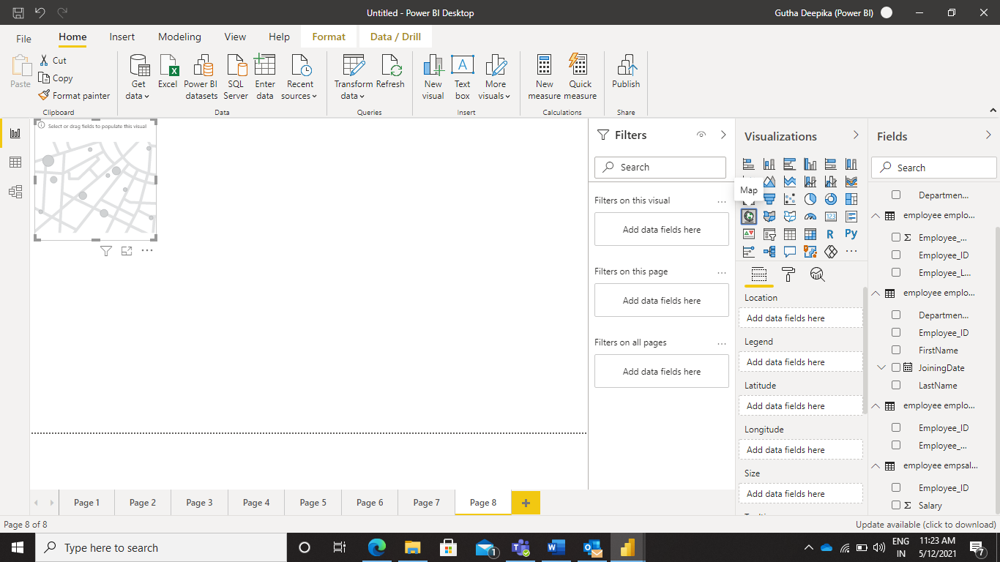 Untitled - Power BI Desktop
Gutha Deepika (Power BI)
File
Home
Insert
Modeling
View
Help
Format
Data / Drill
Paste
Cut
Copy
Format painter
Clipboard
Get data
Excel
Power BI datasets
SQL Server
Enter data
Recent sources
Data
Transform data
Refresh
Queries
New visual
Text box
More visuals
Insert
New measure
Quick measure
Calculations
Publish
Share
Select or drag fields to populate this visual
Filters
Search
Filters on this visual
...
Add data fields here
Filters on this page
...
Add data fields here
Filters on all pages
...
Add data fields here
Visualizations
Map
123
R
Py
Location
Add data fields here
Legend
Add data fields here
Latitude
Add data fields here
Longitude
Add data fields here
Size
Add data fields here
Fields
Search
Departmen...
employee emplo...
Σ Employee_...
Employee_ID
Employee_L...
employee emplo...
Departmen...
Employee_ID
FirstName
JoiningDate
LastName
employee emplo...
Employee_ID
Employee_...
employee empsal...
Employee_ID
Σ Salary
Page 1
Page 2
Page 3
Page 4
Page 5
Page 6
Page 7
Page 8
Page 8 of 8
Update available (click to download)
Type here to search
1
ENG
IN
11:23 AM
5/12/2021
7